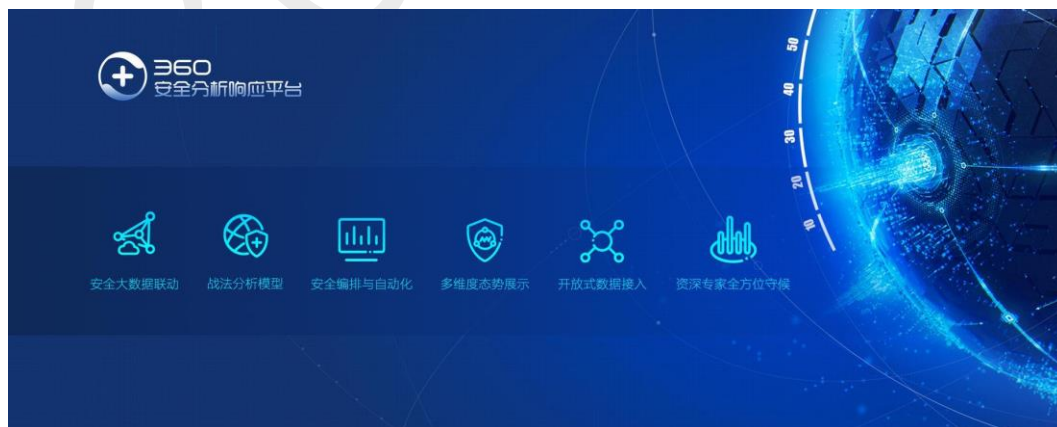 360
安全分析响应平台
50
40
30
20
10
安全大数据联动
战法分析模型
安全编排与自动化
多维度态势展示
开放式数据接入
资深专家全方位守候